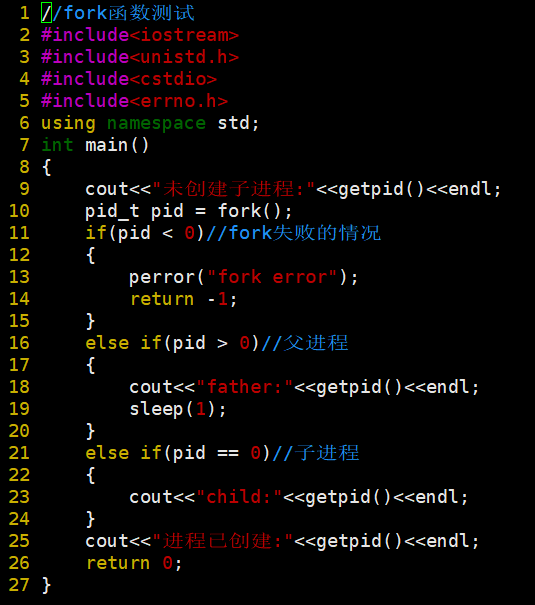 1 //fork函数测试
2 #include<iostream>
3 #include<unistd.h>
4 #include<cstdio>
5 #include<errno.h>
6 using namespace std;
7 int main()
8 {
9     cout<<"未创建子进程:"<<getpid()<<endl;
10     pid_t pid = fork();
11     if(pid < 0)//fork失败的情况
12     {
13         perror("fork error");
14         return -1;
15     }
16     else if(pid > 0)//父进程
17     {
18         cout<<"father:"<<getpid()<<endl;
19         sleep(1);
20     }
21     else if(pid == 0)//子进程
22     {
23         cout<<"child:"<<getpid()<<endl;
24     }
25     cout<<"进程已创建:"<<getpid()<<endl;
26     return 0;
27 }